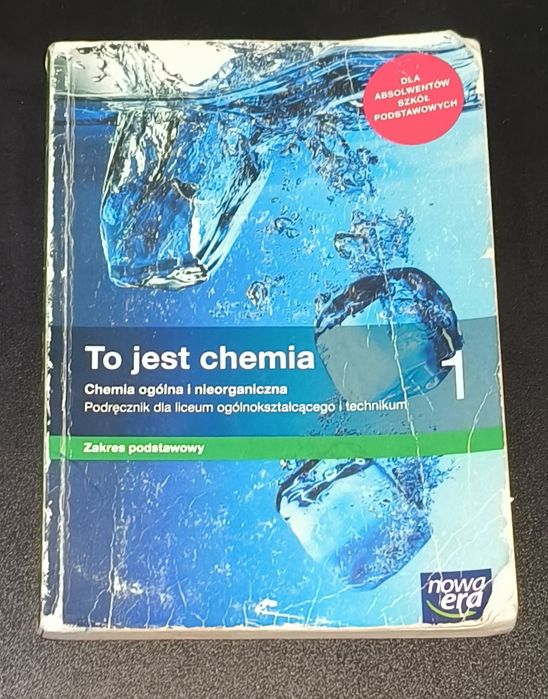 DLA
ABSOLWENTÓW
SZKÓŁ
PODSTAWOWYCH
To jest chemia
1
Chemia ogólna i nieorganiczna
Podręcznik dla liceum ogólnokształcącego i technikum
Zakres podstawowy
nowa
era